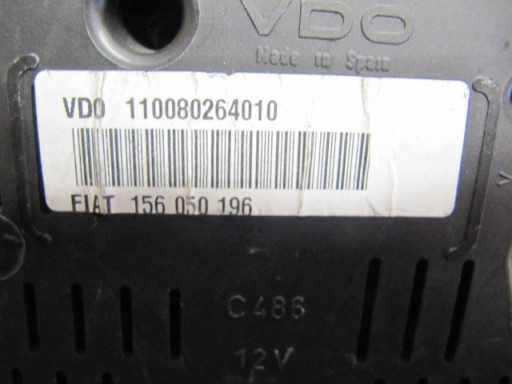 VDO
Made in Spain
VDO 110080264010
FIAT 156 050 196
C486
12V